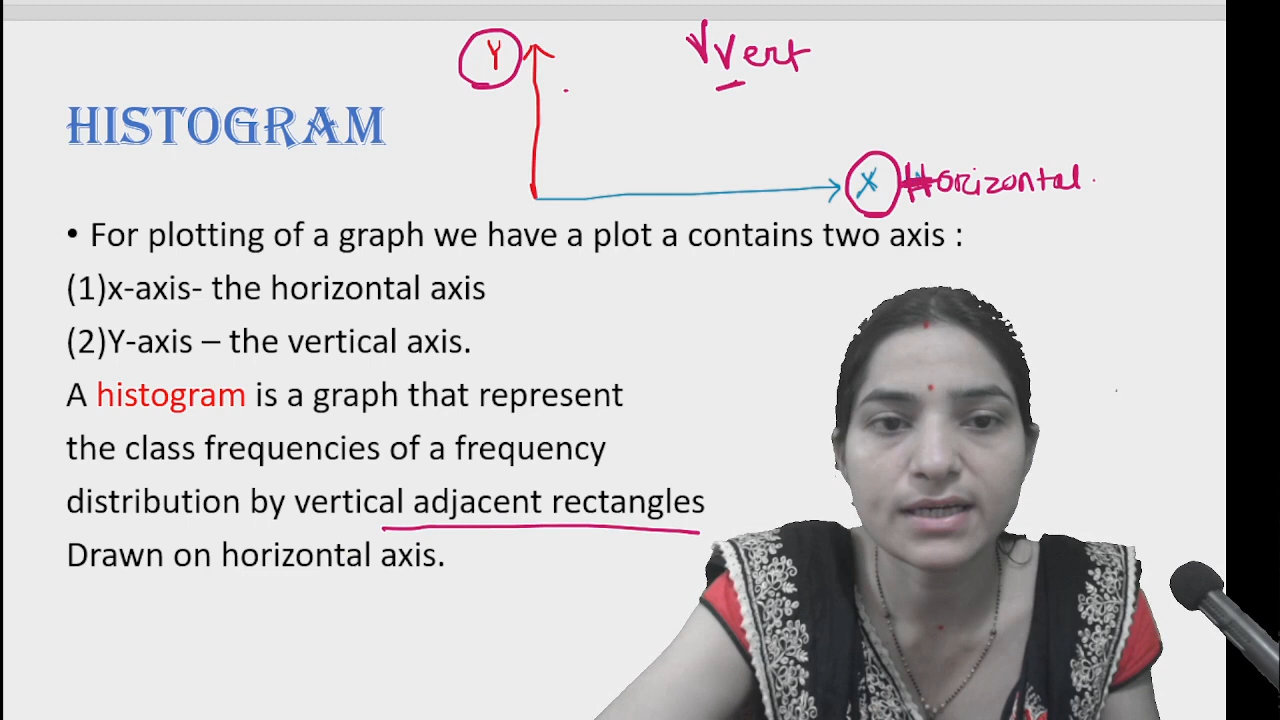 Y
Vert
HISTOGRAM
X Horizontal
• For plotting of a graph we have a plot a contains two axis :
(1)x-axis- the horizontal axis
(2)Y-axis – the vertical axis.
A histogram is a graph that represent
the class frequencies of a frequency
distribution by vertical adjacent rectangles
Drawn on horizontal axis.